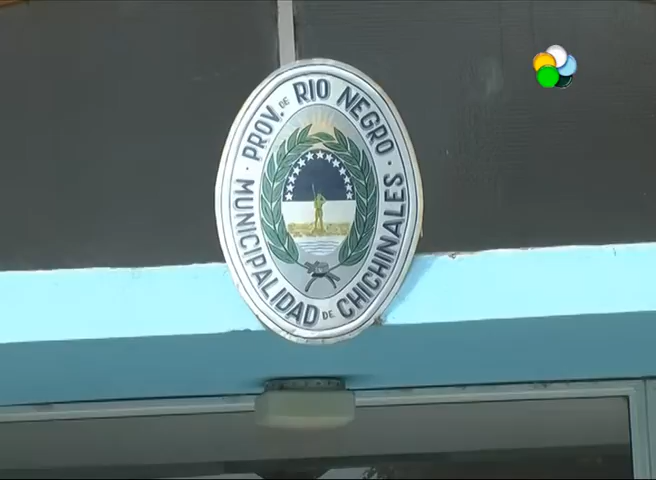 · PROV. DE RIO NEGRO ·
MUNICIPALIDAD DE CHICHINALES